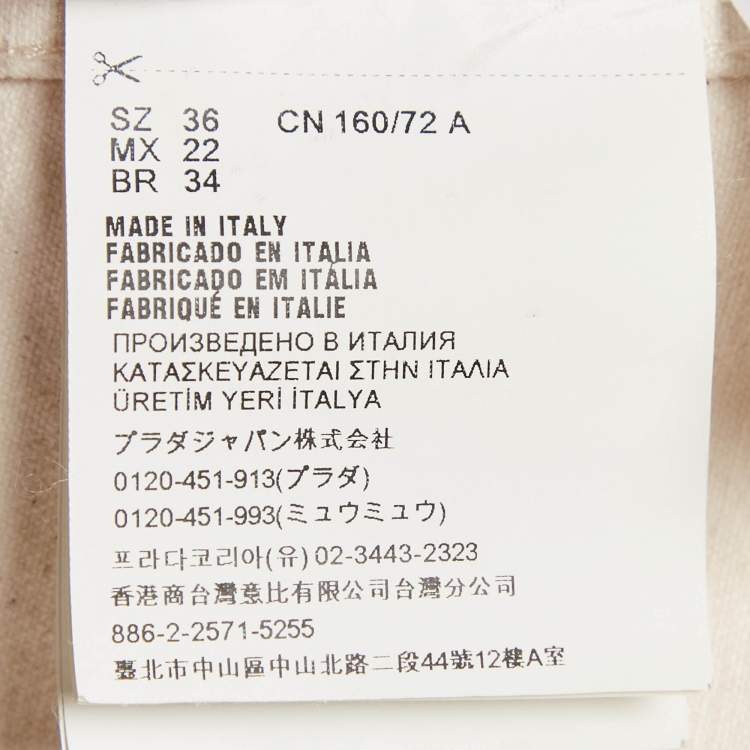 SZ 36 CN 160/72 A
MX 22
BR 34
MADE IN ITALY
FABRICADO EN ITALIA
FABRICADO EM ITÁLIA
FABRIQUÉ EN ITALIE
ПРОИЗВЕДЕНО В ИТАЛИЯ
ΚΑΤΑΣΚΕΥΑΖΕΤΑΙ ΣΤΗΝ ΙΤΑΛΙΑ
ÜRETİM YERİ İTALYA
プラダジャパン株式会社
0120-451-913(プラダ)
0120-451-993(ミュウミュウ)
프라다코리아(유) 02-3443-2323
香港商台灣意比有限公司台灣分公司
886-2-2571-5255
臺北市中山區中山北路二段44號12樓A室